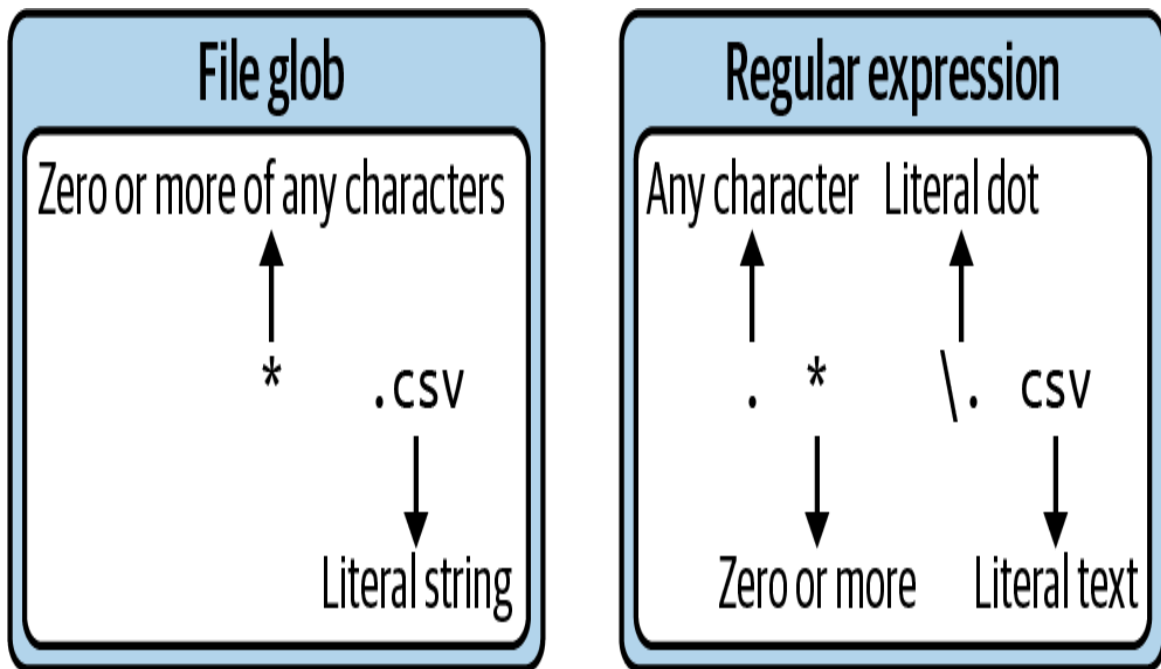 File glob
Zero or more of any characters
* .csv
Literal string
Regular expression
Any character Literal dot
. * \. csv
Zero or more Literal text